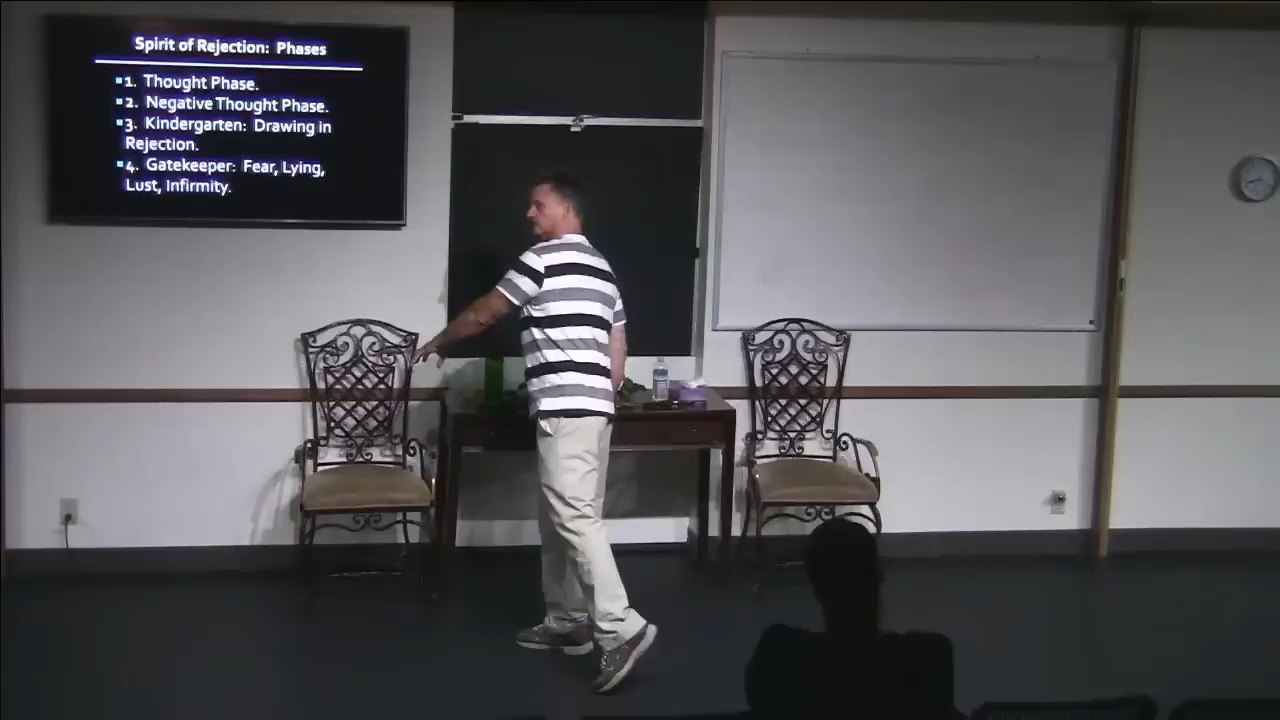 Spirit of Rejection: Phases
1. Thought Phase.
2. Negative Thought Phase.
3. Kindergarten: Drawing in
Rejection.
4. Gatekeeper: Fear, Lying,
Lust, Infirmity.